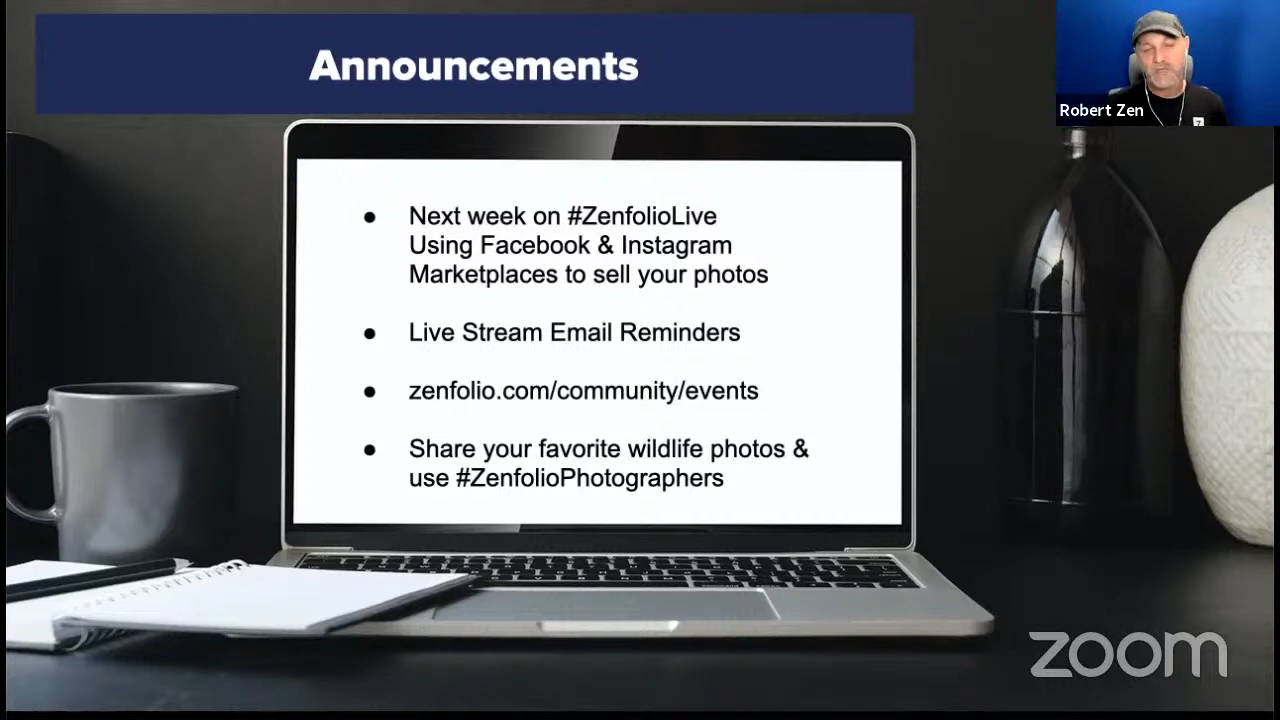 Announcements
Robert Zen
● Next week on #ZenfolioLive
Using Facebook & Instagram
Marketplaces to sell your photos
● Live Stream Email Reminders
● zenfolio.com/community/events
● Share your favorite wildlife photos &
use #ZenfolioPhotographers
zoom